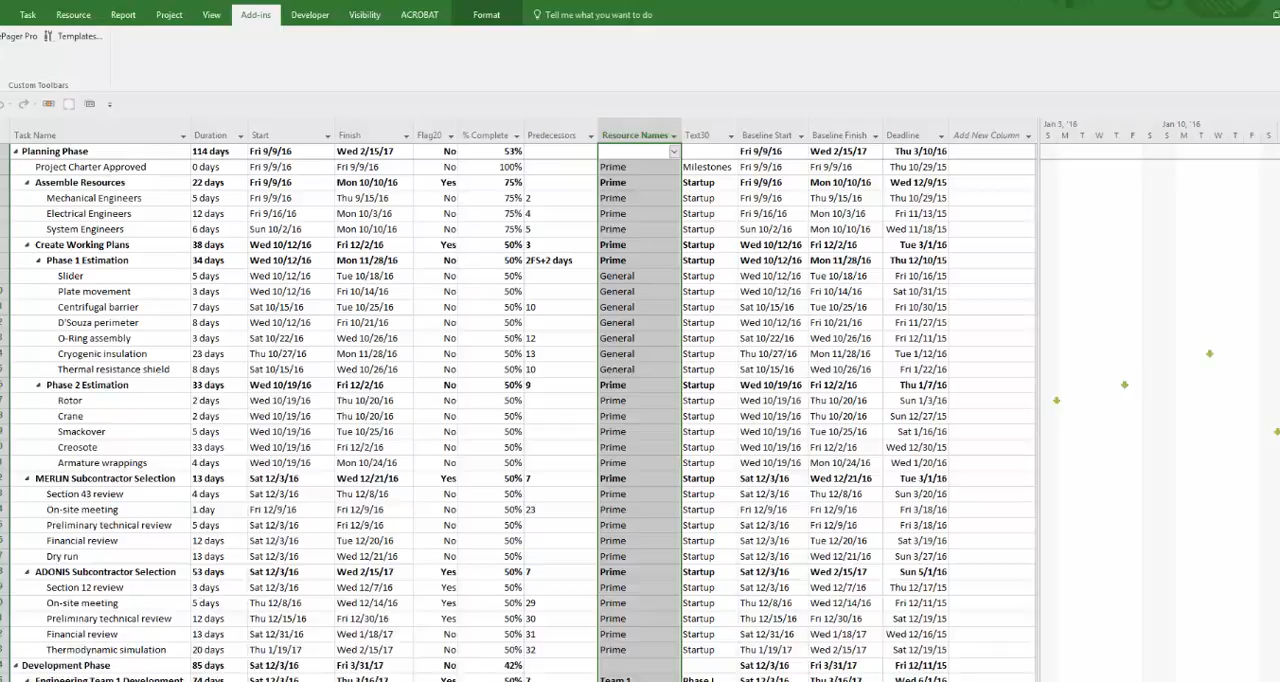 Task Resource Report Project View Add-ins Developer Visibility ACROBAT Format Tell me what you want to do
ePager Pro Templates...
Custom Toolbars
Jan 3, '16 Jan 10, '16
Task Name Duration Start Finish Flag20 % Complete Predecessors Resource Names Text30 Baseline Start Baseline Finish Deadline Add New Column S M T W T F S S M T W T F S
Planning Phase 114 days Fri 9/9/16 Wed 2/15/17 No 53% Fri 9/9/16 Wed 2/15/17 Thu 3/10/16
Project Charter Approved 0 days Fri 9/9/16 Fri 9/9/16 No 100% Prime Milestones Fri 9/9/16 Fri 9/9/16 Thu 10/29/15
Assemble Resources 22 days Fri 9/9/16 Mon 10/10/16 Yes 75% Prime Startup Fri 9/9/16 Mon 10/10/16 Wed 12/9/15
Mechanical Engineers 5 days Fri 9/9/16 Thu 9/15/16 No 75% 2 Prime Startup Fri 9/9/16 Thu 9/15/16 Thu 10/29/15
Electrical Engineers 12 days Fri 9/16/16 Mon 10/3/16 No 75% 4 Prime Startup Fri 9/16/16 Mon 10/3/16 Fri 11/13/15
System Engineers 6 days Sun 10/2/16 Mon 10/10/16 No 75% 5 Prime Startup Sun 10/2/16 Mon 10/10/16 Wed 11/18/15
Create Working Plans 38 days Wed 10/12/16 Fri 12/2/16 Yes 50% 3 Prime Startup Wed 10/12/16 Fri 12/2/16 Tue 3/1/16
Phase 1 Estimation 34 days Wed 10/12/16 Mon 11/28/16 No 50% 2FS+2 days Prime Startup Wed 10/12/16 Mon 11/28/16 Thu 12/10/15
Slider 5 days Wed 10/12/16 Tue 10/18/16 No 50% General Startup Wed 10/12/16 Tue 10/18/16 Fri 10/16/15
Plate movement 3 days Wed 10/12/16 Fri 10/14/16 No 50% General Startup Wed 10/12/16 Fri 10/14/16 Sat 10/31/15
Centrifugal barrier 7 days Sat 10/15/16 Tue 10/25/16 No 50% 10 General Startup Sat 10/15/16 Tue 10/25/16 Fri 10/30/15
D'Souza perimeter 8 days Wed 10/12/16 Fri 10/21/16 No 50% General Startup Wed 10/12/16 Fri 10/21/16 Fri 11/27/15
O-Ring assembly 3 days Sat 10/22/16 Wed 10/26/16 No 50% 12 General Startup Sat 10/22/16 Wed 10/26/16 Wed 11/18/15
Cryogenic insulation 23 days Thu 10/27/16 Mon 11/28/16 No 50% 13 General Startup Thu 10/27/16 Mon 11/28/16 Tue 1/12/16
Thermal resistance shield 8 days Sat 10/15/16 Wed 10/26/16 No 50% 10 General Startup Sat 10/15/16 Wed 10/26/16 Fri 1/22/16
Phase 2 Estimation 33 days Wed 10/19/16 Fri 12/2/16 No 50% 9 Prime Startup Wed 10/19/16 Fri 12/2/16 Thu 1/7/16
Rotor 2 days Wed 10/19/16 Thu 10/20/16 No 50% Prime Startup Wed 10/19/16 Thu 10/20/16 Sun 1/3/16
Crane 2 days Wed 10/19/16 Thu 10/20/16 No 50% Prime Startup Wed 10/19/16 Thu 10/20/16 Sun 12/27/15
Smackover 5 days Wed 10/19/16 Tue 10/25/16 No 50% Prime Startup Wed 10/19/16 Tue 10/25/16 Sat 1/16/16
Creosote 33 days Wed 10/19/16 Fri 12/2/16 No 50% Prime Startup Wed 10/19/16 Fri 12/2/16 Wed 12/30/15
Armature wrappings 4 days Wed 10/19/16 Mon 10/24/16 No 50% Prime Startup Wed 10/19/16 Mon 10/24/16 Wed 1/20/16
MERLIN Subcontractor Selection 13 days Sat 12/3/16 Wed 12/21/16 Yes 50% 7 Prime Startup Sat 12/3/16 Wed 12/21/16 Tue 3/1/16
Section 43 review 4 days Sat 12/3/16 Thu 12/8/16 No 50% Prime Startup Sat 12/3/16 Thu 12/8/16 Sun 3/20/16
On-site meeting 1 day Fri 12/9/16 Fri 12/9/16 No 50% 23 Prime Startup Fri 12/9/16 Fri 12/9/16 Fri 3/18/16
Preliminary technical review 5 days Sat 12/3/16 Fri 12/9/16 No 50% Prime Startup Sat 12/3/16 Fri 12/9/16 Fri 3/18/16
Financial review 12 days Sat 12/3/16 Tue 12/20/16 No 50% Prime Startup Sat 12/3/16 Tue 12/20/16 Sat 3/19/16
Dry run 13 days Sat 12/3/16 Wed 12/21/16 No 50% Prime Startup Sat 12/3/16 Wed 12/21/16 Sun 3/27/16
ADONIS Subcontractor Selection 53 days Sat 12/3/16 Wed 2/15/17 Yes 50% 7 Prime Startup Sat 12/3/16 Wed 2/15/17 Sun 5/1/16
Section 12 review 3 days Sat 12/3/16 Wed 12/7/16 Yes 50% Prime Startup Sat 12/3/16 Wed 12/7/16 Thu 12/17/15
On-site meeting 5 days Thu 12/8/16 Wed 12/14/16 Yes 50% 29 Prime Startup Thu 12/8/16 Wed 12/14/16 Fri 12/11/15
Preliminary technical review 12 days Thu 12/15/16 Fri 12/30/16 Yes 50% 30 Prime Startup Thu 12/15/16 Fri 12/30/16 Sat 12/19/15
Financial review 13 days Sat 12/31/16 Wed 1/18/17 No 50% 31 Prime Startup Sat 12/31/16 Wed 1/18/17 Wed 12/16/15
Thermodynamic simulation 20 days Thu 1/19/17 Wed 2/15/17 No 50% 32 Prime Startup Thu 1/19/17 Wed 2/15/17 Sat 12/19/15
Development Phase 85 days Sat 12/3/16 Fri 3/31/17 No 42% Sat 12/3/16 Fri 3/31/17 Fri 12/11/15
Engineering Team 1 Development 74 days Sat 12/3/16 Thu 3/16/17 No 50% 7 Team 1 Phase I Sat 12/3/16 Thu 3/16/17 Wed 6/1/16